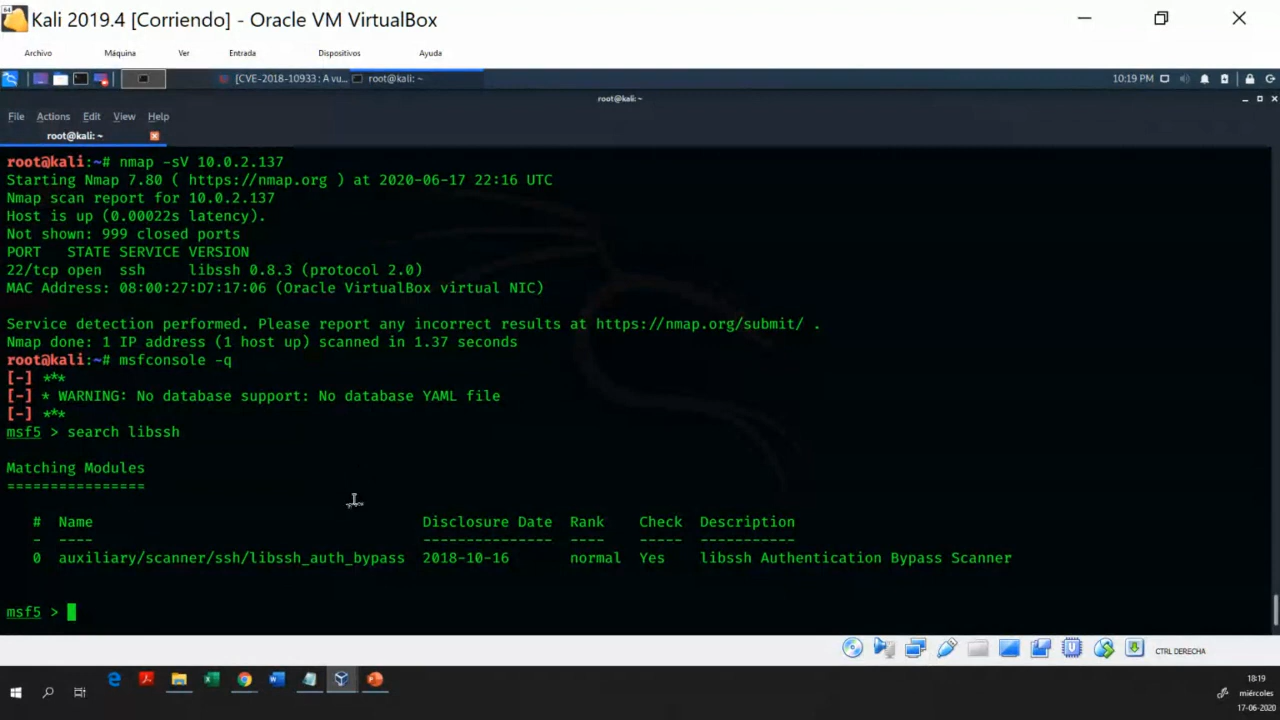 Kali 2019.4 [Corriendo] - Oracle VM VirtualBox
Archivo Máquina Ver Entrada Dispositivos Ayuda
[CVE-2018-10933 : A vu... root@kali: ~ 10:19 PM
root@kali: ~
File Actions Edit View Help
root@kali: ~
root@kali:~# nmap -sV 10.0.2.137
Starting Nmap 7.80 ( https://nmap.org ) at 2020-06-17 22:16 UTC
Nmap scan report for 10.0.2.137
Host is up (0.00022s latency).
Not shown: 999 closed ports
PORT   STATE SERVICE VERSION
22/tcp open  ssh     libssh 0.8.3 (protocol 2.0)
MAC Address: 08:00:27:D7:17:06 (Oracle VirtualBox virtual NIC)
Service detection performed. Please report any incorrect results at https://nmap.org/submit/ .
Nmap done: 1 IP address (1 host up) scanned in 1.37 seconds
root@kali:~# msfconsole -q
[-] ***
[-] * WARNING: No database support: No database YAML file
[-] ***
msf5 > search libssh
Matching Modules
================
#  Name                                    Disclosure Date  Rank    Check  Description
-  ----                                    ---------------  ----    -----  -----------
0  auxiliary/scanner/ssh/libssh_auth_bypass  2018-10-16       normal  Yes    libssh Authentication Bypass Scanner
msf5 >
CTRL DERECHA
18:19
miércoles
17-06-2020